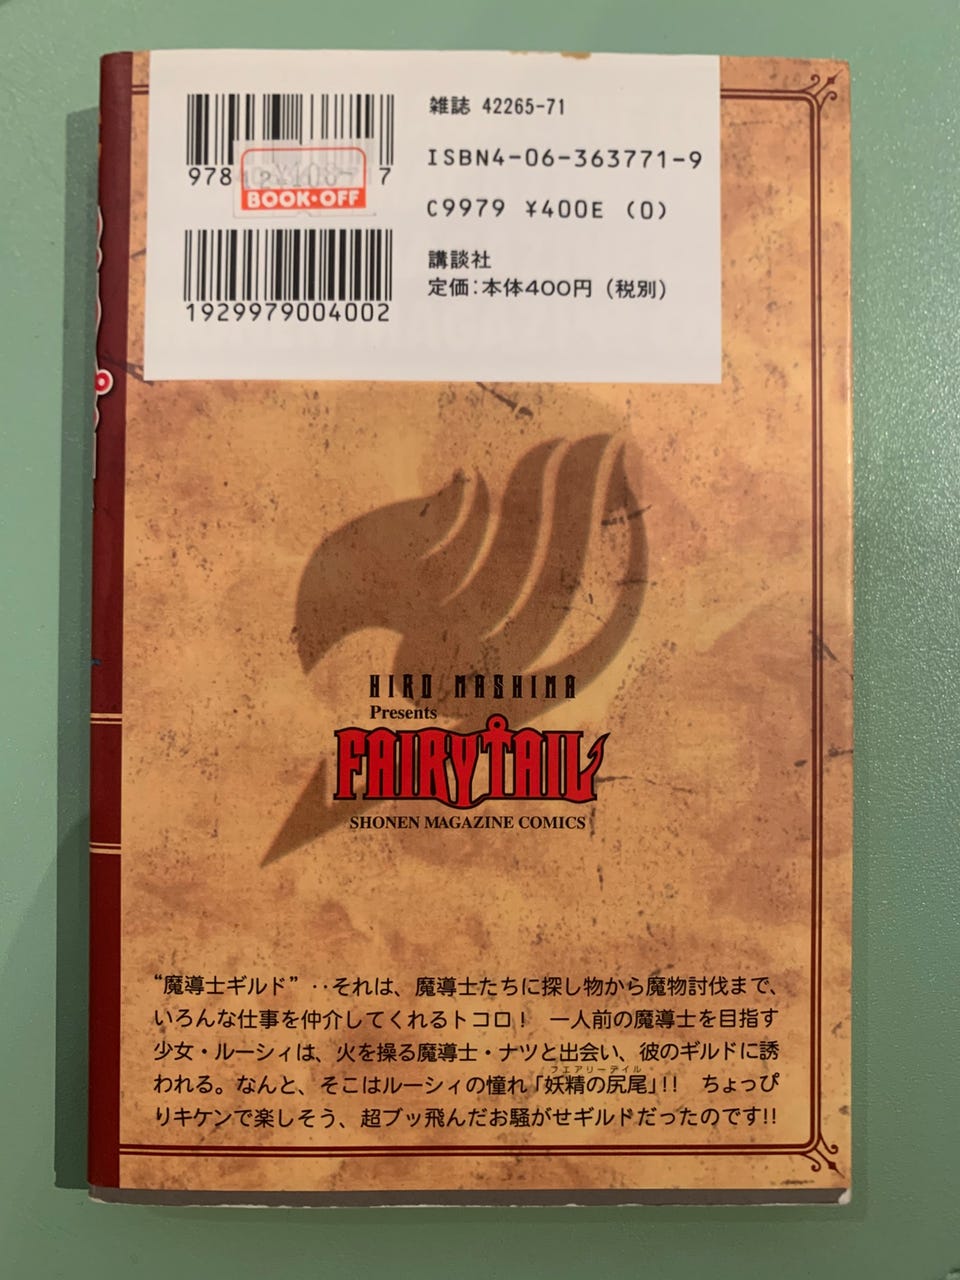 雑誌 42265-71
ISBN4-06-363771-9
978
7
BOOK・OFF
C9979 ¥400E (0)
講談社
定価:本体400円(税別)
1929979004002
HIRO MASHIMA
Presents
FAIRY TAIL
SHONEN MAGAZINE COMICS
“魔導士ギルド”‥それは、魔導士たちに探し物から魔物討伐まで、
いろんな仕事を仲介してくれるトコロ! 一人前の魔導士を目指す
少女・ルーシィは、火を操る魔導士・ナツと出会い、彼のギルドに誘
フェアリーテイル
われる。なんと、そこはルーシィの憧れ「妖精の尻尾」!! ちょっぴ
りキケンで楽しそう、超ブッ飛んだお騒がせギルドだったのです!!